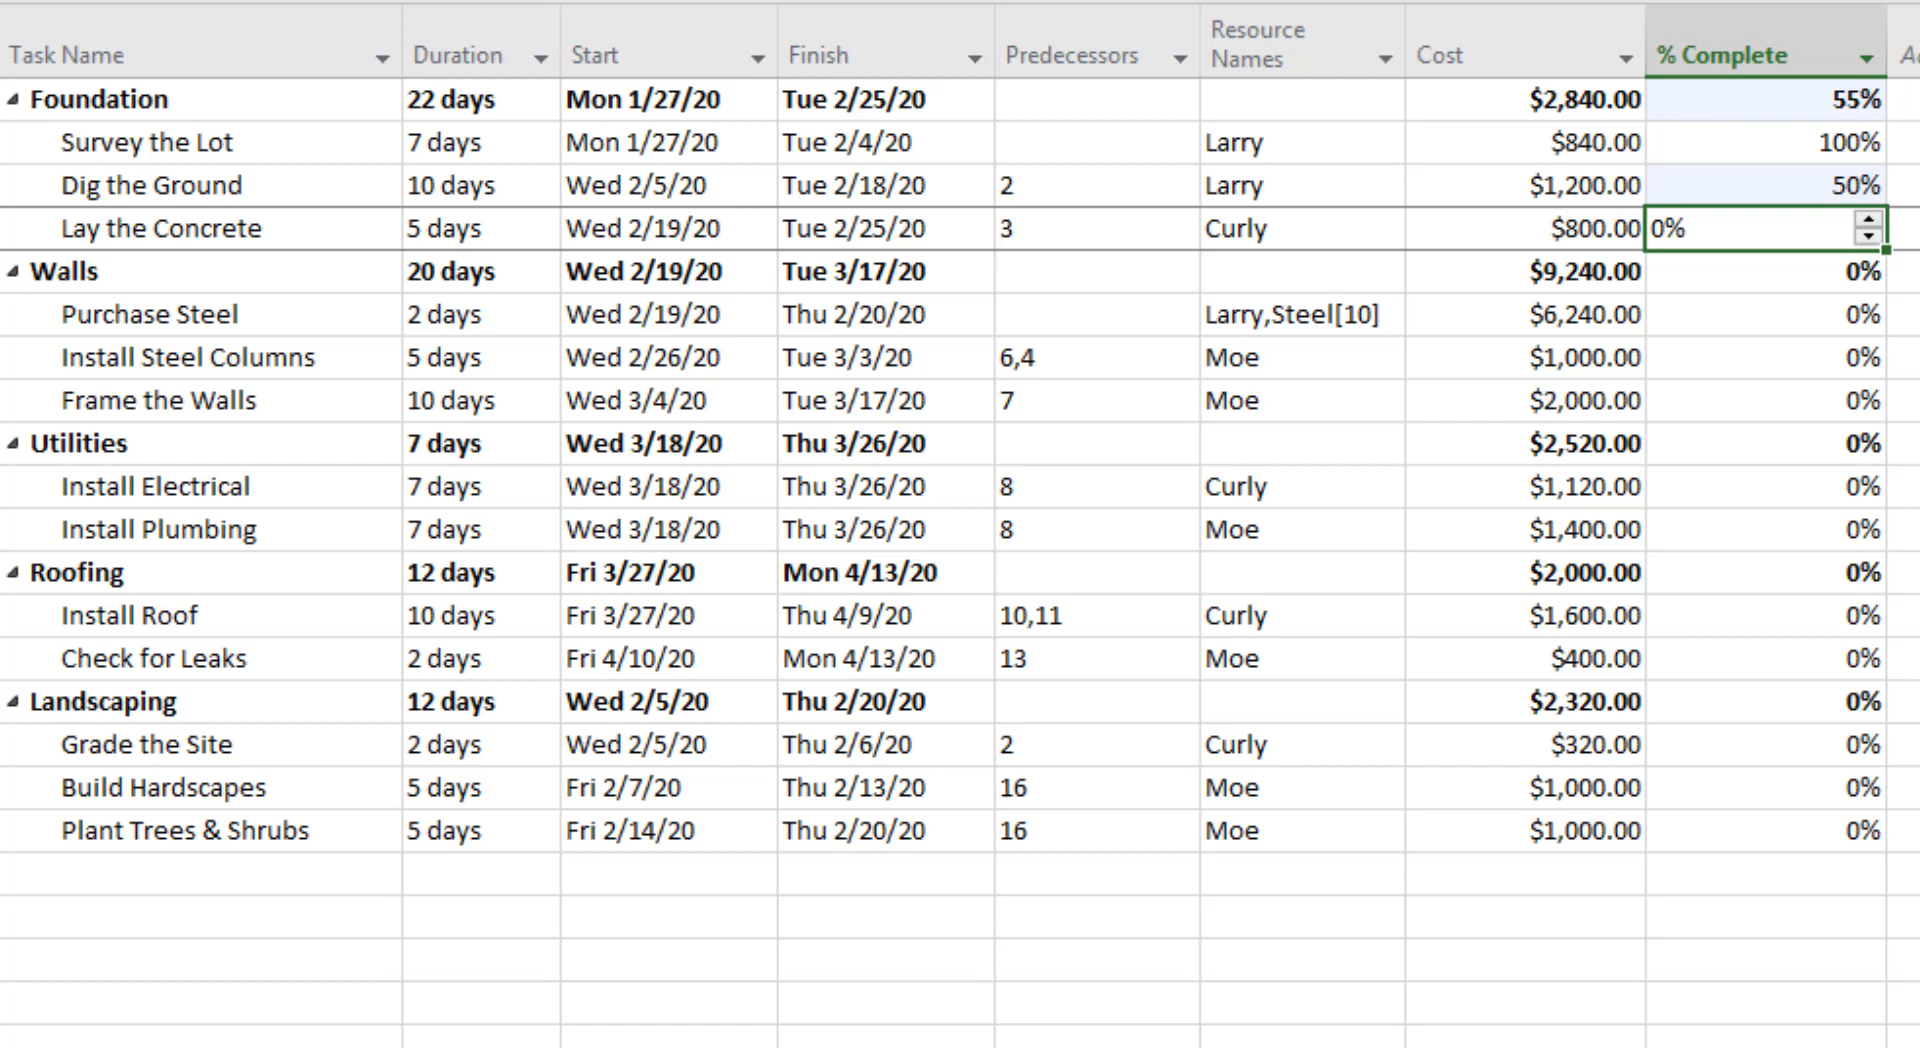 Task Name Duration Start Finish Predecessors Resource Names Cost % Complete
Foundation 22 days Mon 1/27/20 Tue 2/25/20 $2,840.00 55%
Survey the Lot 7 days Mon 1/27/20 Tue 2/4/20 Larry $840.00 100%
Dig the Ground 10 days Wed 2/5/20 Tue 2/18/20 2 Larry $1,200.00 50%
Lay the Concrete 5 days Wed 2/19/20 Tue 2/25/20 3 Curly $800.00 0%
Walls 20 days Wed 2/19/20 Tue 3/17/20 $9,240.00 0%
Purchase Steel 2 days Wed 2/19/20 Thu 2/20/20 Larry,Steel[10] $6,240.00 0%
Install Steel Columns 5 days Wed 2/26/20 Tue 3/3/20 6,4 Moe $1,000.00 0%
Frame the Walls 10 days Wed 3/4/20 Tue 3/17/20 7 Moe $2,000.00 0%
Utilities 7 days Wed 3/18/20 Thu 3/26/20 $2,520.00 0%
Install Electrical 7 days Wed 3/18/20 Thu 3/26/20 8 Curly $1,120.00 0%
Install Plumbing 7 days Wed 3/18/20 Thu 3/26/20 8 Moe $1,400.00 0%
Roofing 12 days Fri 3/27/20 Mon 4/13/20 $2,000.00 0%
Install Roof 10 days Fri 3/27/20 Thu 4/9/20 10,11 Curly $1,600.00 0%
Check for Leaks 2 days Fri 4/10/20 Mon 4/13/20 13 Moe $400.00 0%
Landscaping 12 days Wed 2/5/20 Thu 2/20/20 $2,320.00 0%
Grade the Site 2 days Wed 2/5/20 Thu 2/6/20 2 Curly $320.00 0%
Build Hardscapes 5 days Fri 2/7/20 Thu 2/13/20 16 Moe $1,000.00 0%
Plant Trees & Shrubs 5 days Fri 2/14/20 Thu 2/20/20 16 Moe $1,000.00 0%